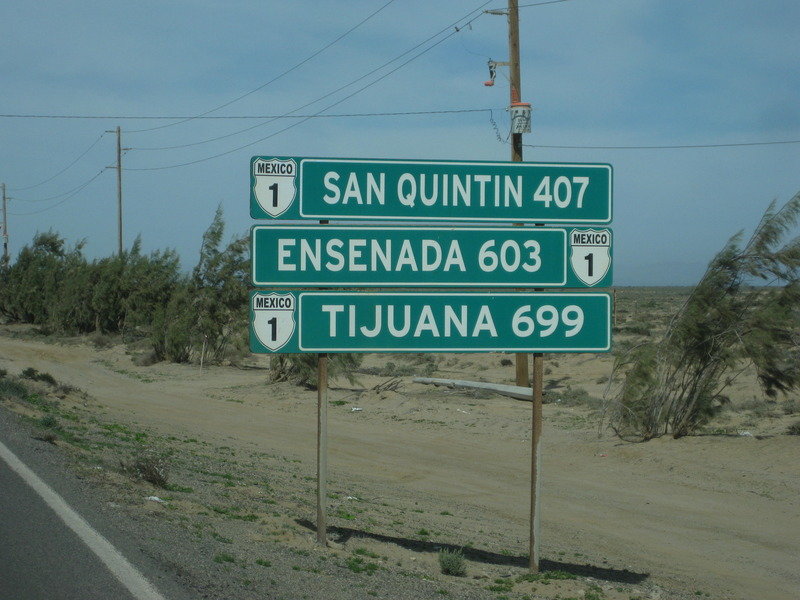 MEXICO
1
SAN QUINTIN 407
ENSENADA 603
MEXICO
1
MEXICO
1
TIJUANA 699